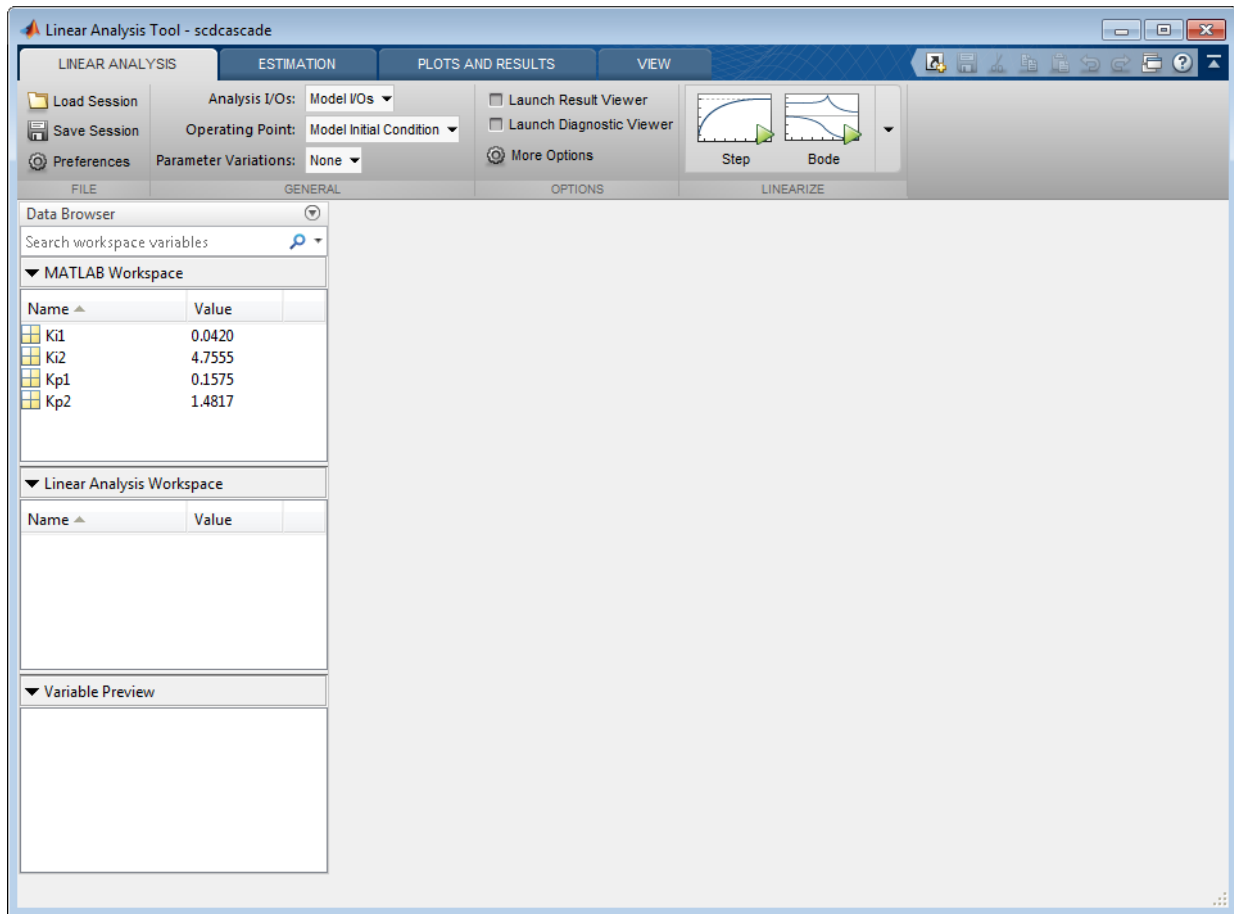 Linear Analysis Tool - scdcascade
LINEAR ANALYSIS ESTIMATION PLOTS AND RESULTS VIEW
Load Session
Save Session
Preferences
FILE
Analysis I/Os: Model I/Os
Operating Point: Model Initial Condition
Parameter Variations: None
GENERAL
Launch Result Viewer
Launch Diagnostic Viewer
More Options
OPTIONS
Step Bode
LINEARIZE
Data Browser
Search workspace variables
MATLAB Workspace
Name Value
Ki1 0.0420
Ki2 4.7555
Kp1 0.1575
Kp2 1.4817
Linear Analysis Workspace
Name Value
Variable Preview